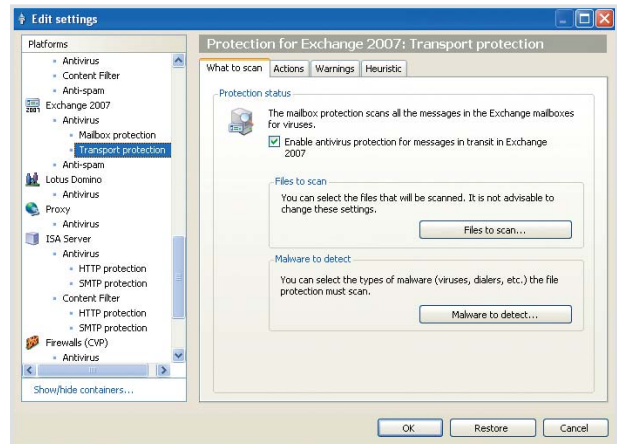 Edit settings
Platforms
Antivirus
Content Filter
Anti-spam
Exchange 2007
Antivirus
Mailbox protection
Transport protection
Anti-spam
Lotus Domino
Antivirus
Proxy
Antivirus
ISA Server
Antivirus
HTTP protection
SMTP protection
Content Filter
HTTP protection
SMTP protection
Firewalls (CVP)
Antivirus
Show/hide containers...
Protection for Exchange 2007: Transport protection
What to scan Actions Warnings Heuristic
Protection status
The mailbox protection scans all the messages in the Exchange mailboxes
for viruses.
Enable antivirus protection for messages in transit in Exchange
2007
Files to scan
You can select the files that will be scanned. It is not advisable to
change these settings.
Files to scan...
Malware to detect
You can select the types of malware (viruses, dialers, etc.) the file
protection must scan.
Malware to detect...
OK Restore Cancel